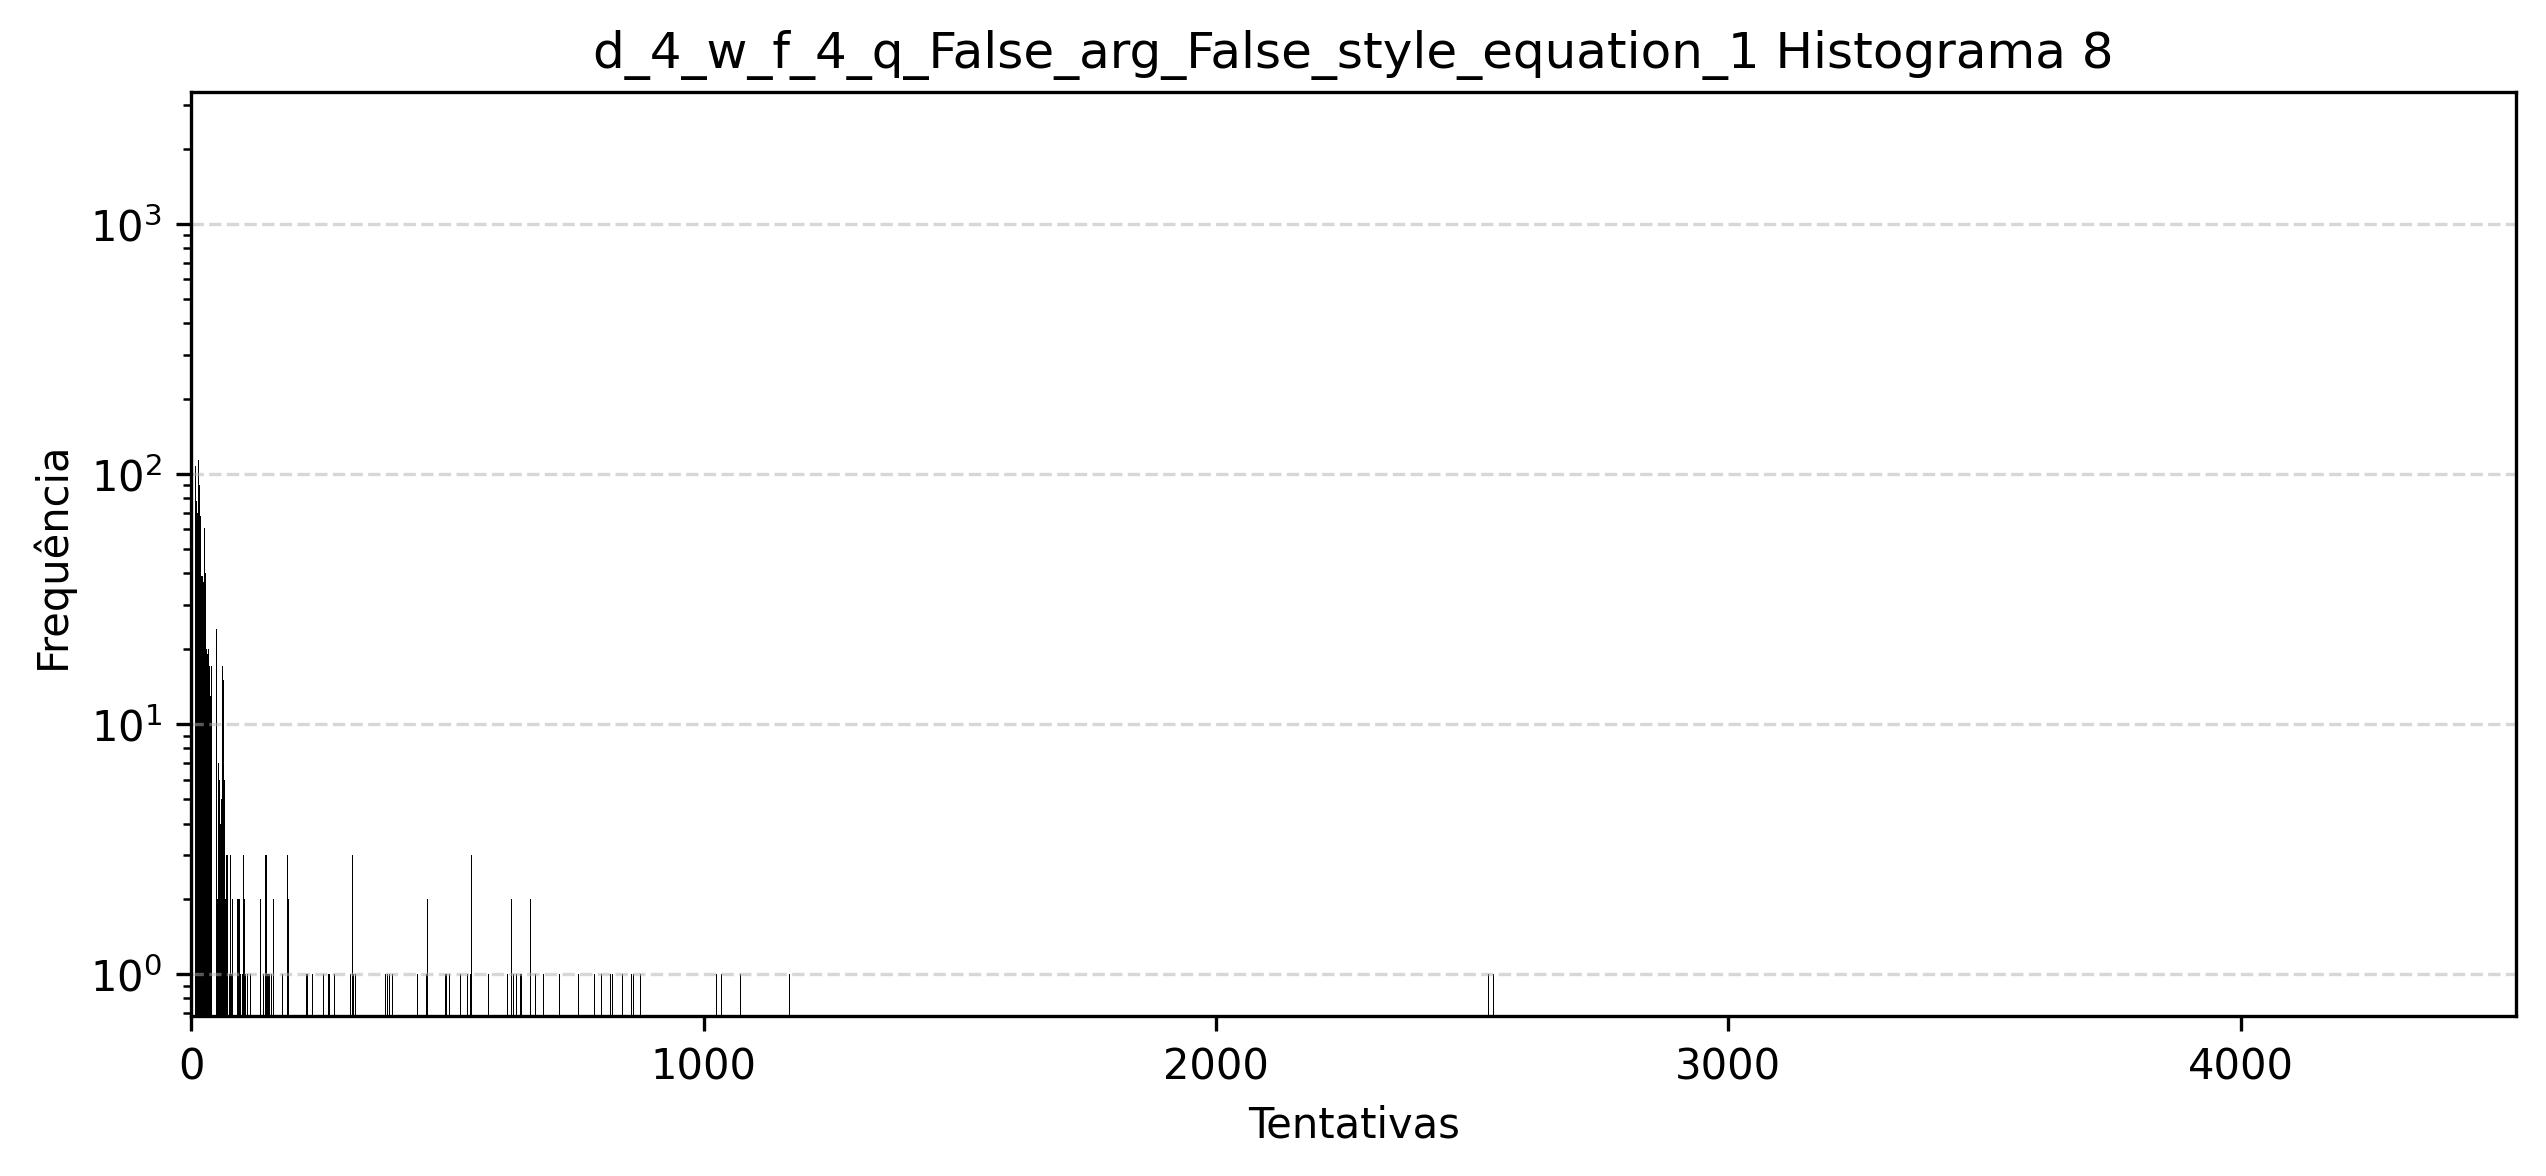 d_4_w_f_4_q_False_arg_False_style_equation_1 Histograma 8
10³
10²
10¹
10⁰
Frequência
0 1000 2000 3000 4000
Tentativas